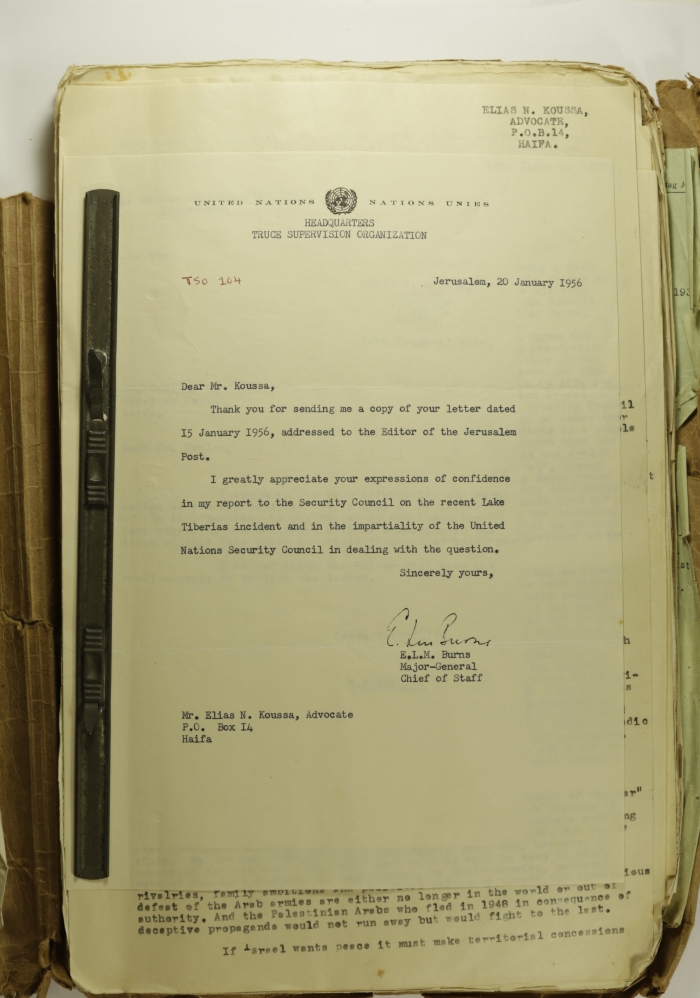 ELIAS N. KOUSSA,
ADVOCATE,
P.O.B.14,
HAIFA.
UNITED NATIONS NATIONS UNIES
HEADQUARTERS
TRUCE SUPERVISION ORGANIZATION
TSO 104
Jerusalem, 20 January 1956
Dear Mr. Koussa,
Thank you for sending me a copy of your letter dated
I5 January I956, addressed to the Editor of the Jerusalem
Post.
I greatly appreciate your expressions of confidence
in my report to the Security Council on the recent Lake
Tiberias incident and in the impartiality of the United
Nations Security Council in dealing with the question.
Sincerely yours,
E. L. M. Burns
E.L.M. Burns
Major-General
Chief of Staff
Mr. Elias N. Koussa, Advocate
P.O. Box I4
Haifa
rivalries, family ambitions
defeat of the Arab armies are either no longer in the world or out of
authority. And the Palestinian Arabs who fled in 1948 in consequence of
deceptive propaganda would not run away but would fight to the last.
If Israel wants peace it must make territorial concessions